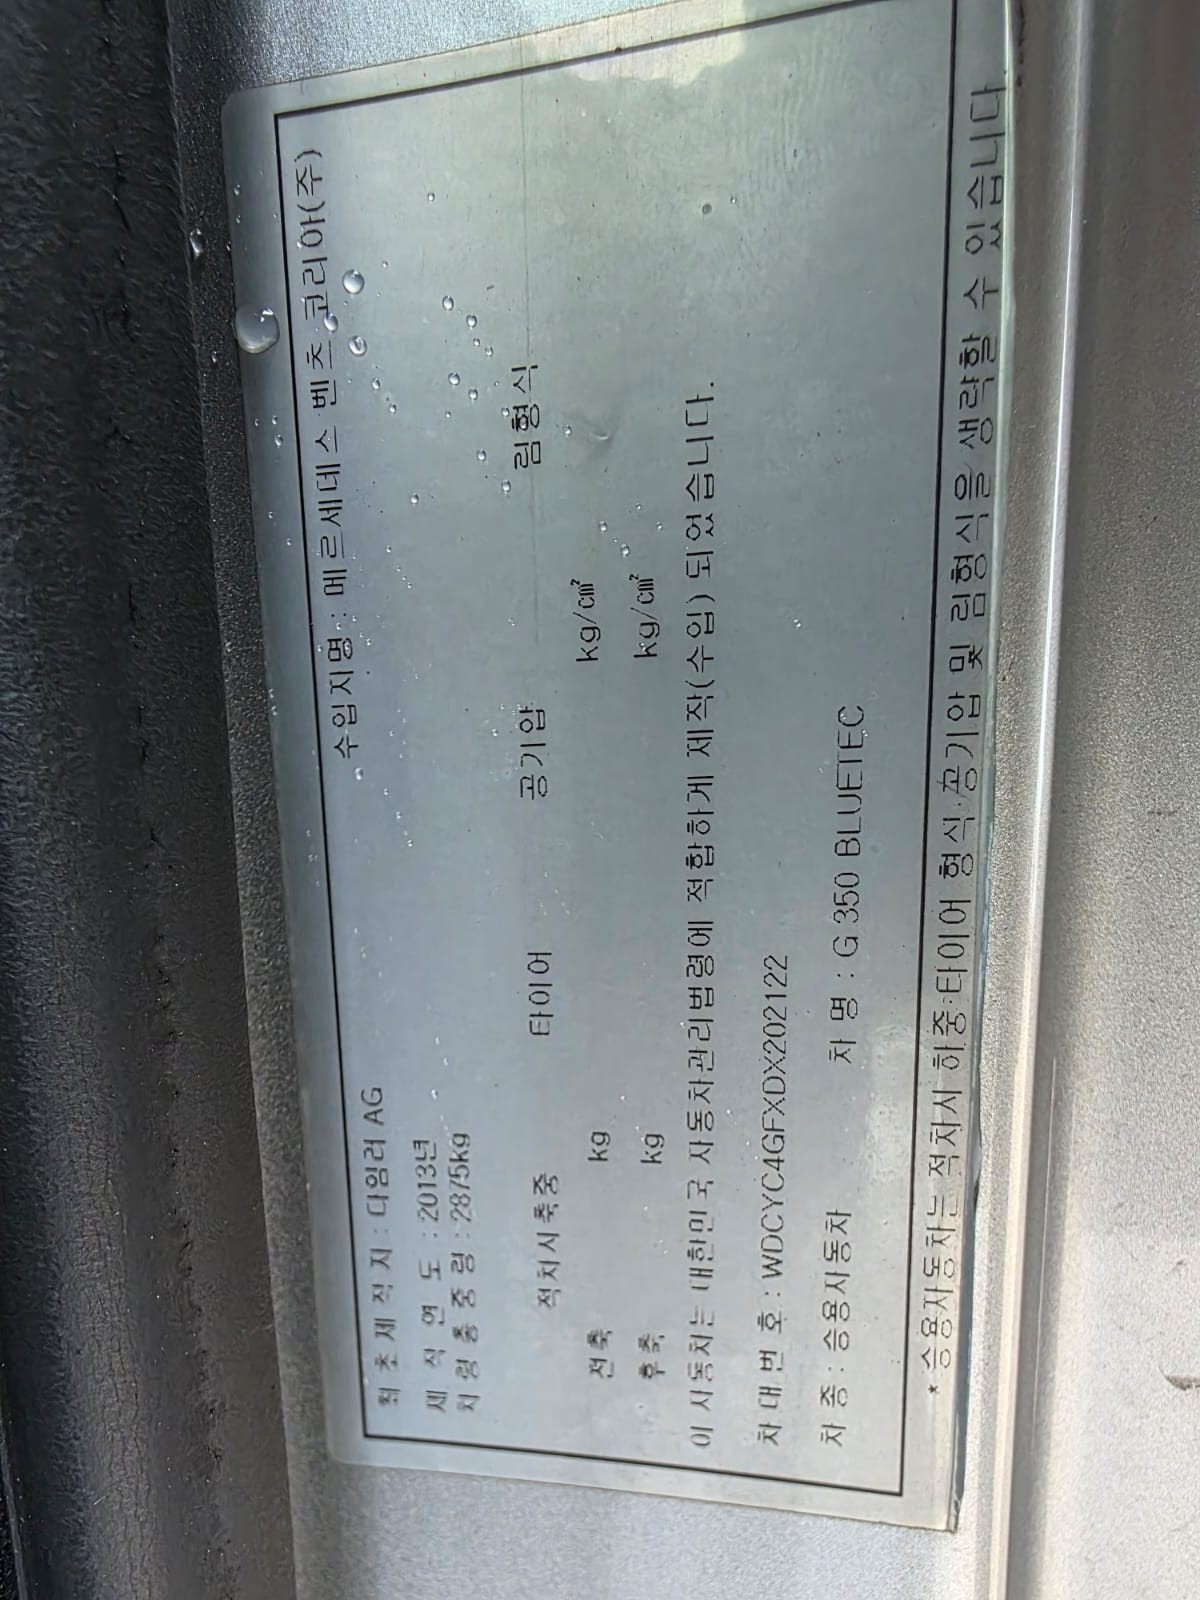 최 초 제 작 자 : 다임러 AG 수입자명 : 메르세데스 벤츠 코리아(주)
제 작 연 도 : 2013년
차 량 총 중 량 : 2875kg
적차시축중 타이어 공기압 림형식
전축 kg kg/㎠
후축 kg kg/㎠
이 자동차는 대한민국 자동차관리법령에 적합하게 제작(수입) 되었습니다.
차 대 번 호 : WDCYC4GFXDX202122
차 종 : 승용자동차 차 명 : G 350 BLUETEC
* 승용자동차는 적차시 하중·타이어 형식·공기압 및 림형식을 생략할 수 있습니다